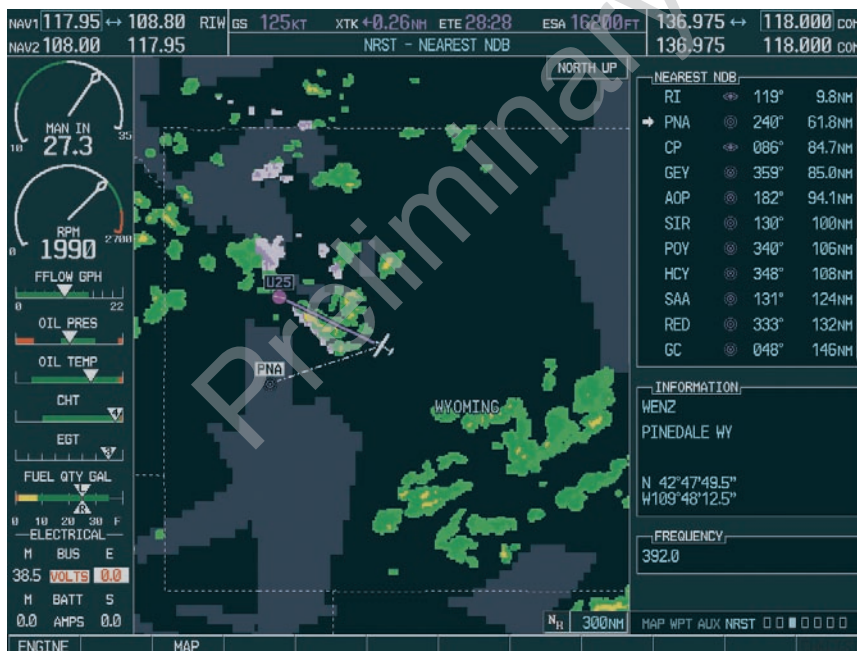 NAV1 117.95 ↔ 108.80 RIW GS 125KT XTK ←0.26NM ETE 28:28 ESA 16200FT 136.975 ↔ 118.000 COM
NAV2 108.00 117.95 NRST - NEAREST NDB 136.975 118.000 COM
NORTH UP
MAN IN
10 27.3 35
RPM
0 1990 2700
FFLOW GPH
0 22
OIL PRES
OIL TEMP
CHT
4
EGT
3
FUEL QTY GAL
L
R
0 10 20 30 F
ELECTRICAL
M BUS E
38.5 VOLTS 0.0
M BATT S
0.0 AMPS 0.0
U25
PNA
WYOMING
NR 300NM
Preliminary
NEAREST NDB
RI 119° 9.8NM
PNA 240° 61.8NM
CP 086° 84.7NM
GEY 359° 85.0NM
AOP 182° 94.1NM
SIR 130° 100NM
POY 340° 106NM
HCY 348° 108NM
SAA 131° 124NM
RED 333° 132NM
GC 048° 146NM
INFORMATION
WENZ
PINEDALE WY
N 42°47'49.5"
W109°48'12.5"
FREQUENCY
392.0
MAP WPT AUX NRST
ENGINE MAP